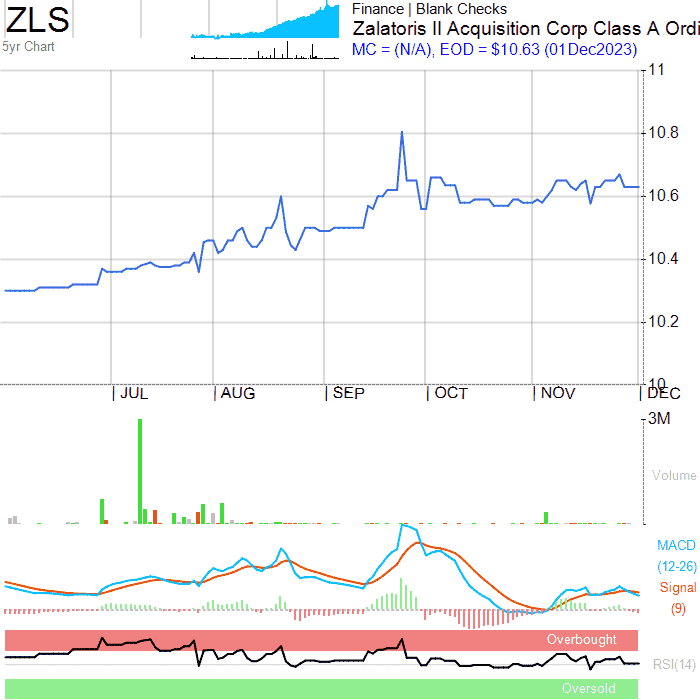 ZLS
5yr Chart
Finance | Blank Checks
Zalatoris II Acquisition Corp Class A Ordi
MC = (N/A), EOD = $10.63 (01Dec2023)
11
10.8
10.6
10.4
10.2
10
| JUL | AUG | SEP | OCT | NOV | DEC
3M
Volume
MACD
(12-26)
Signal
(9)
Overbought
RSI(14)
Oversold